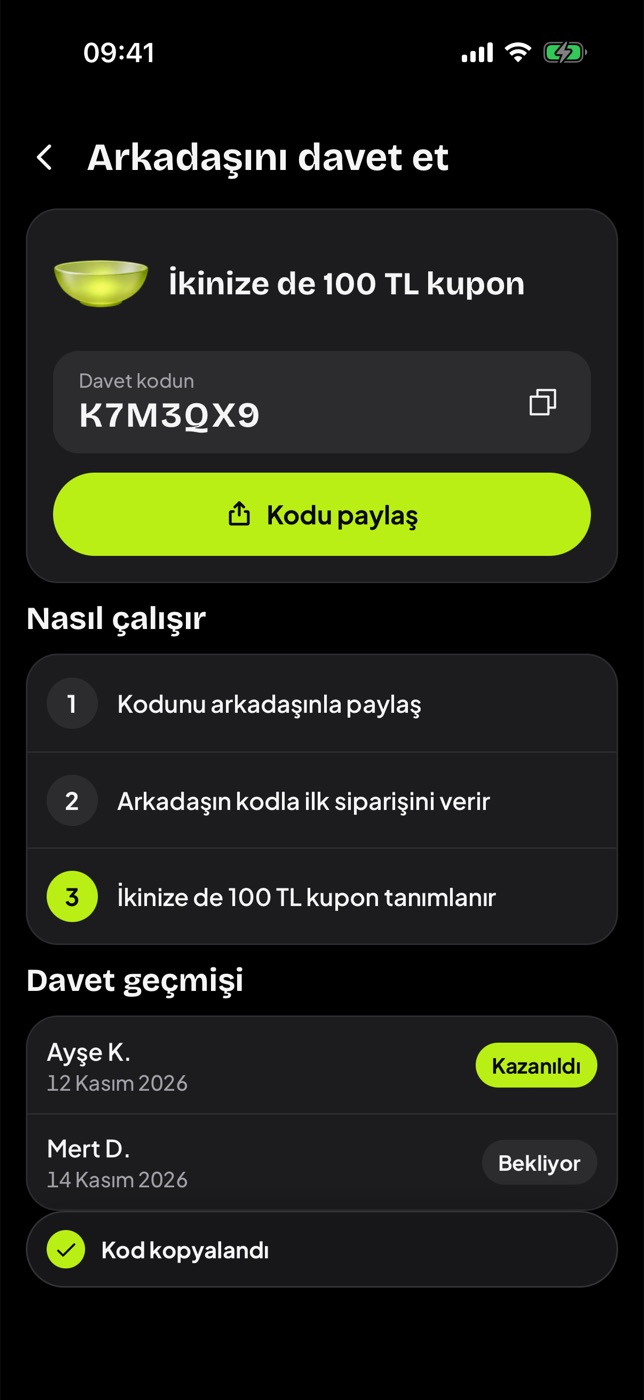 09:41
Arkadaşını davet et
İkinize de 100 TL kupon
Davet kodun
K7M3QX9
Kodu paylaş
Nasıl çalışır
1 Kodunu arkadaşınla paylaş
2 Arkadaşın kodla ilk siparişini verir
3 İkinize de 100 TL kupon tanımlanır
Davet geçmişi
Ayşe K.
12 Kasım 2026
Kazanıldı
Mert D.
14 Kasım 2026
Bekliyor
Kod kopyalandı